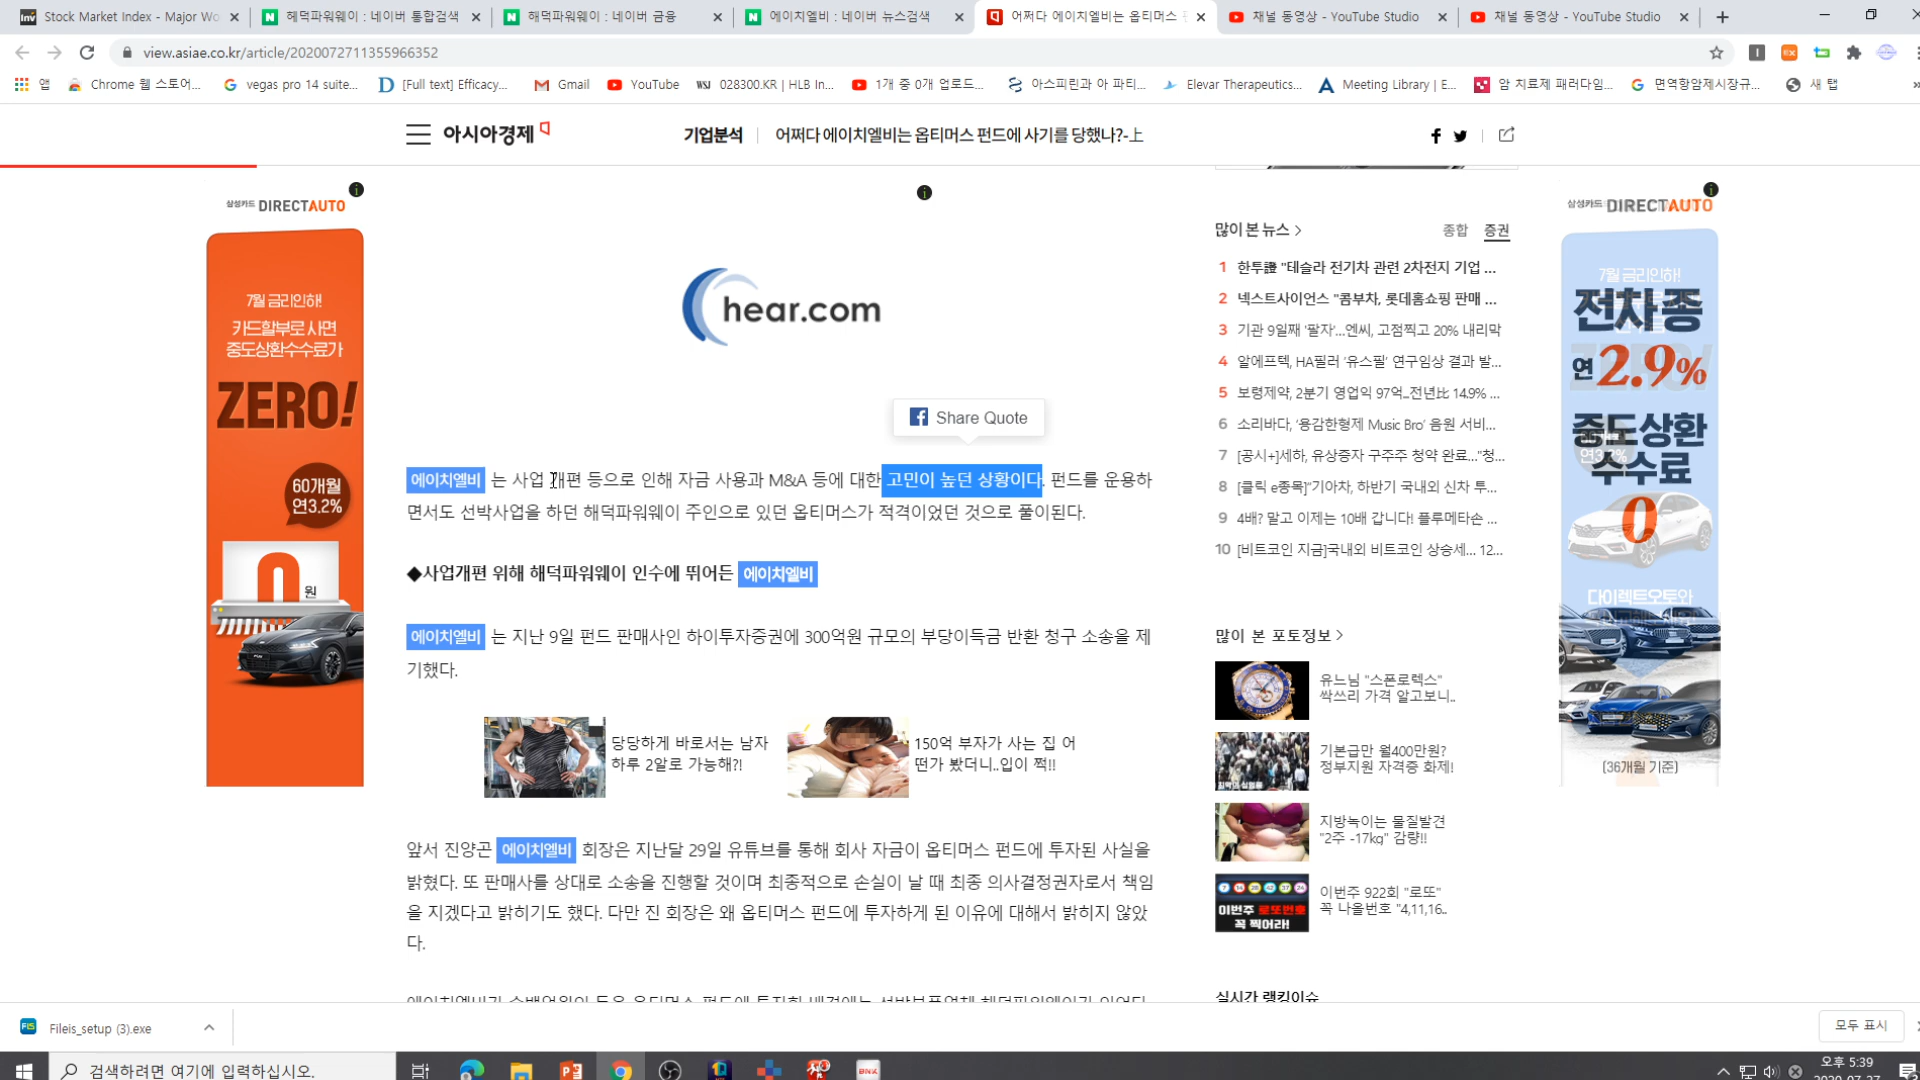 Stock Market Index - Major Wo
헤덕파워웨이 : 네이버 통합검색
해덕파워웨이 : 네이버 금융
에이치엘비 : 네이버 뉴스검색
어쩌다 에이치엘비는 옵티머스
채널 동영상 - YouTube Studio
채널 동영상 - YouTube Studio
view.asiae.co.kr/article/2020072711355966352
앱
Chrome 웹 스토어...
vegas pro 14 suite...
[Full text] Efficacy...
Gmail
YouTube
WSJ 028300.KR | HLB In...
1개 중 0개 업로드...
아스피린과 아 파티...
Elevar Therapeutics...
Meeting Library | E...
암 치료제 패러다임...
면역항암제시장규...
새 탭
아시아경제
기업분석
어쩌다 에이치엘비는 옵티머스 펀드에 사기를 당했나?-上
삼성카드 DIRECTAUTO
7월 금리인하!
카드할부로 사면
중도상환수수료가
ZERO!
60개월
연3.2%
0원
hear.com
Share Quote
에이치엘비 는 사업 개편 등으로 인해 자금 사용과 M&A 등에 대한 고민이 높던 상황이다. 펀드를 운용하
면서도 선박사업을 하던 해덕파워웨이 주인으로 있던 옵티머스가 적격이었던 것으로 풀이된다.
◆사업개편 위해 해덕파워웨이 인수에 뛰어든 에이치엘비
에이치엘비 는 지난 9일 펀드 판매사인 하이투자증권에 300억원 규모의 부당이득금 반환 청구 소송을 제
기했다.
당당하게 바로서는 남자
하루 2알로 가능해?!
150억 부자가 사는 집 어
떤가 봤더니..입이 쩍!!
앞서 진양곤 에이치엘비 회장은 지난달 29일 유튜브를 통해 회사 자금이 옵티머스 펀드에 투자된 사실을
밝혔다. 또 판매사를 상대로 소송을 진행할 것이며 최종적으로 손실이 날 때 최종 의사결정권자로서 책임
을 지겠다고 밝히기도 했다. 다만 진 회장은 왜 옵티머스 펀드에 투자하게 된 이유에 대해서 밝히지 않았
다.
많이 본 뉴스
종합
증권
1 한투證 "테슬라 전기차 관련 2차전지 기업 ...
2 넥스트사이언스 "콤부차, 롯데홈쇼핑 판매 ...
3 기관 9일째 '팔자'...엔씨, 고점찍고 20% 내리막
4 알에프텍, HA필러 '유스필' 연구임상 결과 발...
5 보령제약, 2분기 영업익 97억...전년比 14.9% ...
6 소리바다, '용감한형제 Music Bro' 음원 서비...
7 [공시+]세하, 유상증자 구주주 청약 완료..."청...
8 [클릭 e종목]"기아차, 하반기 국내외 신차 투...
9 4배? 말고 이제는 10배 갑니다! 플루메타손 ...
10 [비트코인 지금]국내외 비트코인 상승세... 12...
많이 본 포토정보
유느님 "스폰로렉스"
싹쓰리 가격 알고보니..
기본급만 월400만원?
정부지원 자격증 화제!
지방녹이는 물질발견
"2주 -17kg" 감량!!
이번주 로또번호
꼭 찍어라!
이번주 922회 "로또"
꼭 나올번호 "4,11,16..
실시간 랭킹이슈
삼성카드 DIRECTAUTO
7월 금리인하!
전차종
연 2.9%
중도상환
수수료
0
다이렉트오토와
(36개월 기준)
Fileis_setup (3).exe
모두 표시
검색하려면 여기에 입력하십시오.
오후 5:39